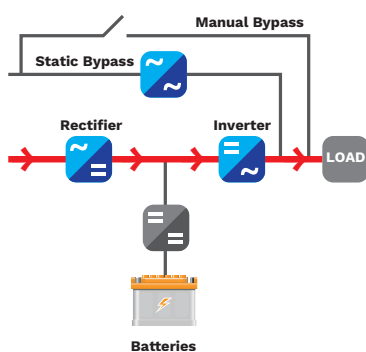 Manual Bypass
Static Bypass
Rectifier
Inverter
LOAD
Batteries